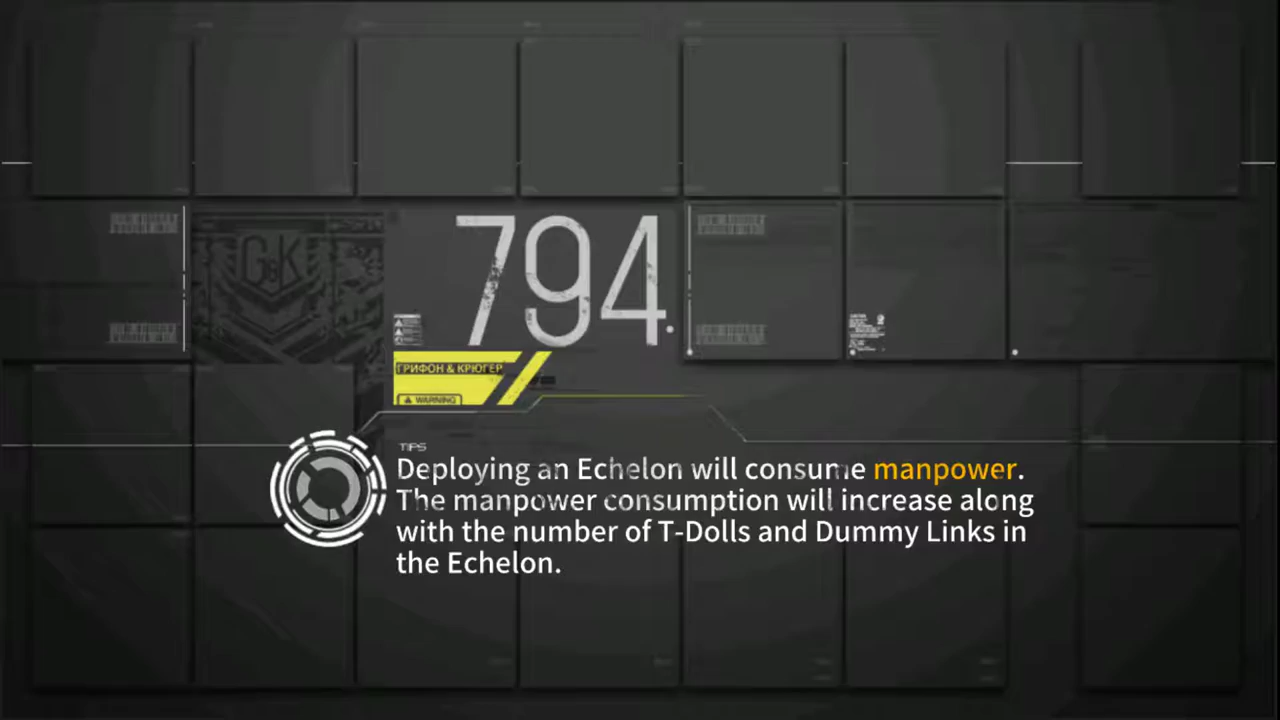 G&K
794.
ГРИФОН & КРЮГЕР
WARNING
TIPS
Deploying an Echelon will consume manpower.
The manpower consumption will increase along
with the number of T-Dolls and Dummy Links in
the Echelon.